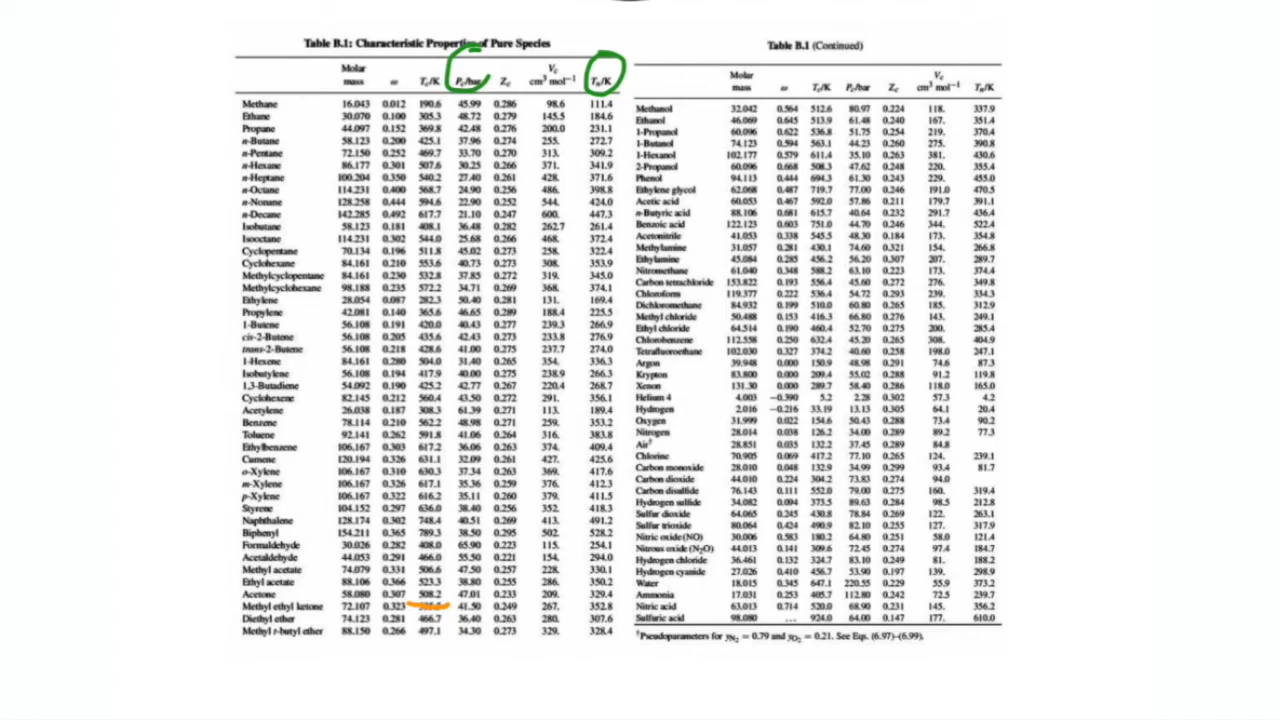 Table B.1: Characteristic Properties of Pure Species
Molar
mass ω Tc/K Pc/bar Zc Vc
cm³ mol⁻¹ Tn/K
Methane 16.043 0.012 190.6 45.99 0.286 98.6 111.4
Ethane 30.070 0.100 305.3 48.72 0.279 145.5 184.6
Propane 44.097 0.152 369.8 42.48 0.276 200.0 231.1
n-Butane 58.123 0.200 425.1 37.96 0.274 255. 272.7
n-Pentane 72.150 0.252 469.7 33.70 0.270 313. 309.2
n-Hexane 86.177 0.301 507.6 30.25 0.266 371. 341.9
n-Heptane 100.204 0.350 540.2 27.40 0.261 428. 371.6
n-Octane 114.231 0.400 568.7 24.90 0.256 486. 398.8
n-Nonane 128.258 0.444 594.6 22.90 0.252 544. 424.0
n-Decane 142.285 0.492 617.7 21.10 0.247 600. 447.3
Isobutane 58.123 0.181 408.1 36.48 0.282 262.7 261.4
Isooctane 114.231 0.302 544.0 25.68 0.266 468. 372.4
Cyclopentane 70.134 0.196 511.8 45.02 0.273 258. 322.4
Cyclohexane 84.161 0.210 553.6 40.73 0.273 308. 353.9
Methylcyclopentane 84.161 0.230 532.8 37.85 0.272 319. 345.0
Methylcyclohexane 98.188 0.235 572.2 34.71 0.269 368. 374.1
Ethylene 28.054 0.087 282.3 50.40 0.281 131. 169.4
Propylene 42.081 0.140 365.6 46.65 0.289 188.4 225.5
1-Butene 56.108 0.191 420.0 40.43 0.277 239.3 266.9
cis-2-Butene 56.108 0.205 435.6 42.43 0.273 233.8 276.9
trans-2-Butene 56.108 0.218 428.6 41.00 0.275 237.7 274.0
1-Hexene 84.161 0.280 504.0 31.40 0.265 354. 336.3
Isobutylene 56.108 0.194 417.9 40.00 0.275 238.9 266.3
1,3-Butadiene 54.092 0.190 425.2 42.77 0.267 220.4 268.7
Cyclohexene 82.145 0.212 560.4 43.50 0.272 291. 356.1
Acetylene 26.038 0.187 308.3 61.39 0.271 113. 189.4
Benzene 78.114 0.210 562.2 48.98 0.271 259. 353.2
Toluene 92.141 0.262 591.8 41.06 0.264 316. 383.8
Ethylbenzene 106.167 0.303 617.2 36.06 0.263 374. 409.4
Cumene 120.194 0.326 631.1 32.09 0.261 427. 425.6
o-Xylene 106.167 0.310 630.3 37.34 0.263 369. 417.6
m-Xylene 106.167 0.326 617.1 35.36 0.259 376. 412.3
p-Xylene 106.167 0.322 616.2 35.11 0.260 379. 411.5
Styrene 104.152 0.297 636.0 38.40 0.256 352. 418.3
Naphthalene 128.174 0.302 748.4 40.51 0.269 413. 491.2
Biphenyl 154.211 0.365 789.3 38.50 0.295 502. 528.2
Formaldehyde 30.026 0.282 408.0 65.90 0.223 115. 254.1
Acetaldehyde 44.053 0.291 466.0 55.50 0.221 154. 294.0
Methyl acetate 74.079 0.331 506.6 47.50 0.257 228. 330.1
Ethyl acetate 88.106 0.366 523.3 38.80 0.255 286. 350.2
Acetone 58.080 0.307 508.2 47.01 0.233 209. 329.4
Methyl ethyl ketone 72.107 0.323 41.50 0.249 267. 352.8
Diethyl ether 74.123 0.281 466.7 36.40 0.263 280. 307.6
Methyl t-butyl ether 88.150 0.266 497.1 34.30 0.273 329. 328.4
Table B.1 (Continued)
Molar
mass ω Tc/K Pc/bar Zc Vc
cm³ mol⁻¹ Tn/K
Methanol 32.042 0.564 512.6 80.97 0.224 118. 337.9
Ethanol 46.069 0.645 513.9 61.48 0.240 167. 351.4
1-Propanol 60.096 0.622 536.8 51.75 0.254 219. 370.4
1-Butanol 74.123 0.594 563.1 44.23 0.260 275. 390.8
1-Hexanol 102.177 0.579 611.4 35.10 0.263 381. 430.6
2-Propanol 60.096 0.668 508.3 47.62 0.248 220. 355.4
Phenol 94.113 0.444 694.3 61.30 0.243 229. 455.0
Ethylene glycol 62.068 0.487 719.7 77.00 0.246 191.0 470.5
Acetic acid 60.053 0.467 592.0 57.86 0.211 179.7 391.1
n-Butyric acid 88.106 0.681 615.7 40.64 0.232 291.7 436.4
Benzoic acid 122.123 0.603 751.0 44.70 0.246 344. 522.4
Acetonitrile 41.053 0.338 545.5 48.30 0.184 173. 354.8
Methylamine 31.057 0.281 430.1 74.60 0.321 154. 266.8
Ethylamine 45.084 0.285 456.2 56.20 0.307 207. 289.7
Nitromethane 61.040 0.348 588.2 63.10 0.223 173. 374.4
Carbon tetrachloride 153.822 0.193 556.4 45.60 0.272 276. 349.8
Chloroform 119.377 0.222 536.4 54.72 0.293 239. 334.3
Dichloromethane 84.932 0.199 510.0 60.80 0.265 185. 312.9
Methyl chloride 50.488 0.153 416.3 66.80 0.276 143. 249.1
Ethyl chloride 64.514 0.190 460.4 52.70 0.275 200. 285.4
Chlorobenzene 112.558 0.250 632.4 45.20 0.265 308. 404.9
Tetrafluoroethane 102.030 0.327 374.2 40.60 0.258 198.0 247.1
Argon 39.948 0.000 150.9 48.98 0.291 74.6 87.3
Krypton 83.800 0.000 209.4 55.02 0.288 91.2 119.8
Xenon 131.30 0.000 289.7 58.40 0.286 118.0 165.0
Helium 4 4.003 −0.390 5.2 2.28 0.302 57.3 4.2
Hydrogen 2.016 −0.216 33.19 13.13 0.305 64.1 20.4
Oxygen 31.999 0.022 154.6 50.43 0.288 73.4 90.2
Nitrogen 28.014 0.038 126.2 34.00 0.289 89.2 77.3
Air† 28.851 0.035 132.2 37.45 0.289 84.8
Chlorine 70.905 0.069 417.2 77.10 0.265 124. 239.1
Carbon monoxide 28.010 0.048 132.9 34.99 0.299 93.4 81.7
Carbon dioxide 44.010 0.224 304.2 73.83 0.274 94.0
Carbon disulfide 76.143 0.111 552.0 79.00 0.275 160. 319.4
Hydrogen sulfide 34.082 0.094 373.5 89.63 0.284 98.5 212.8
Sulfur dioxide 64.065 0.245 430.8 78.84 0.269 122. 263.1
Sulfur trioxide 80.064 0.424 490.9 82.10 0.255 127. 317.9
Nitric oxide (NO) 30.006 0.583 180.2 64.80 0.251 58.0 121.4
Nitrous oxide (N₂O) 44.013 0.141 309.6 72.45 0.274 97.4 184.7
Hydrogen chloride 36.461 0.132 324.7 83.10 0.249 81. 188.2
Hydrogen cyanide 27.026 0.410 456.7 53.90 0.197 139. 298.9
Water 18.015 0.345 647.1 220.55 0.229 55.9 373.2
Ammonia 17.031 0.253 405.7 112.80 0.242 72.5 239.7
Nitric acid 63.013 0.714 520.0 68.90 0.231 145. 356.2
Sulfuric acid 98.080 ... 924.0 64.00 0.147 177. 610.0
†Pseudoparameters for yN₂ = 0.79 and yO₂ = 0.21. See Eqs. (6.97)–(6.99).